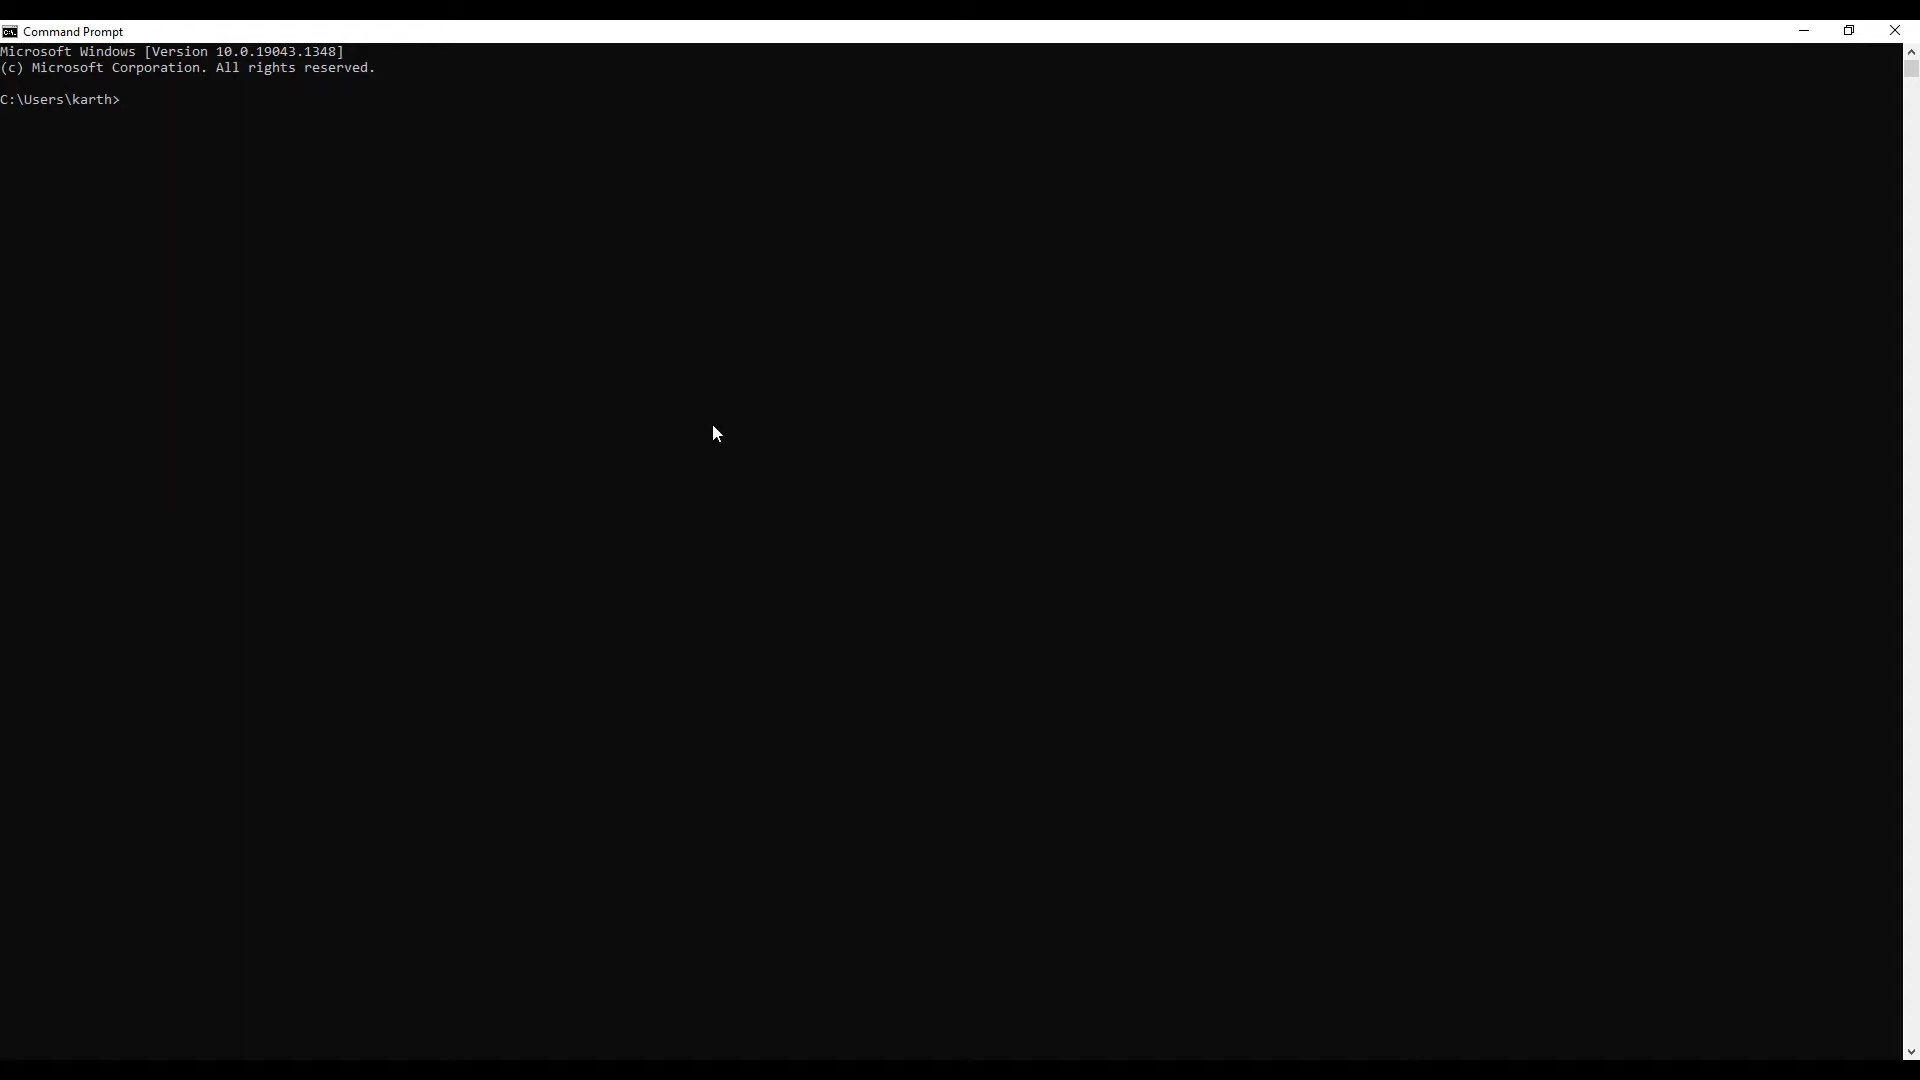 Command Prompt
Microsoft Windows [Version 10.0.19043.1348]
(c) Microsoft Corporation. All rights reserved.
C:\Users\karth>